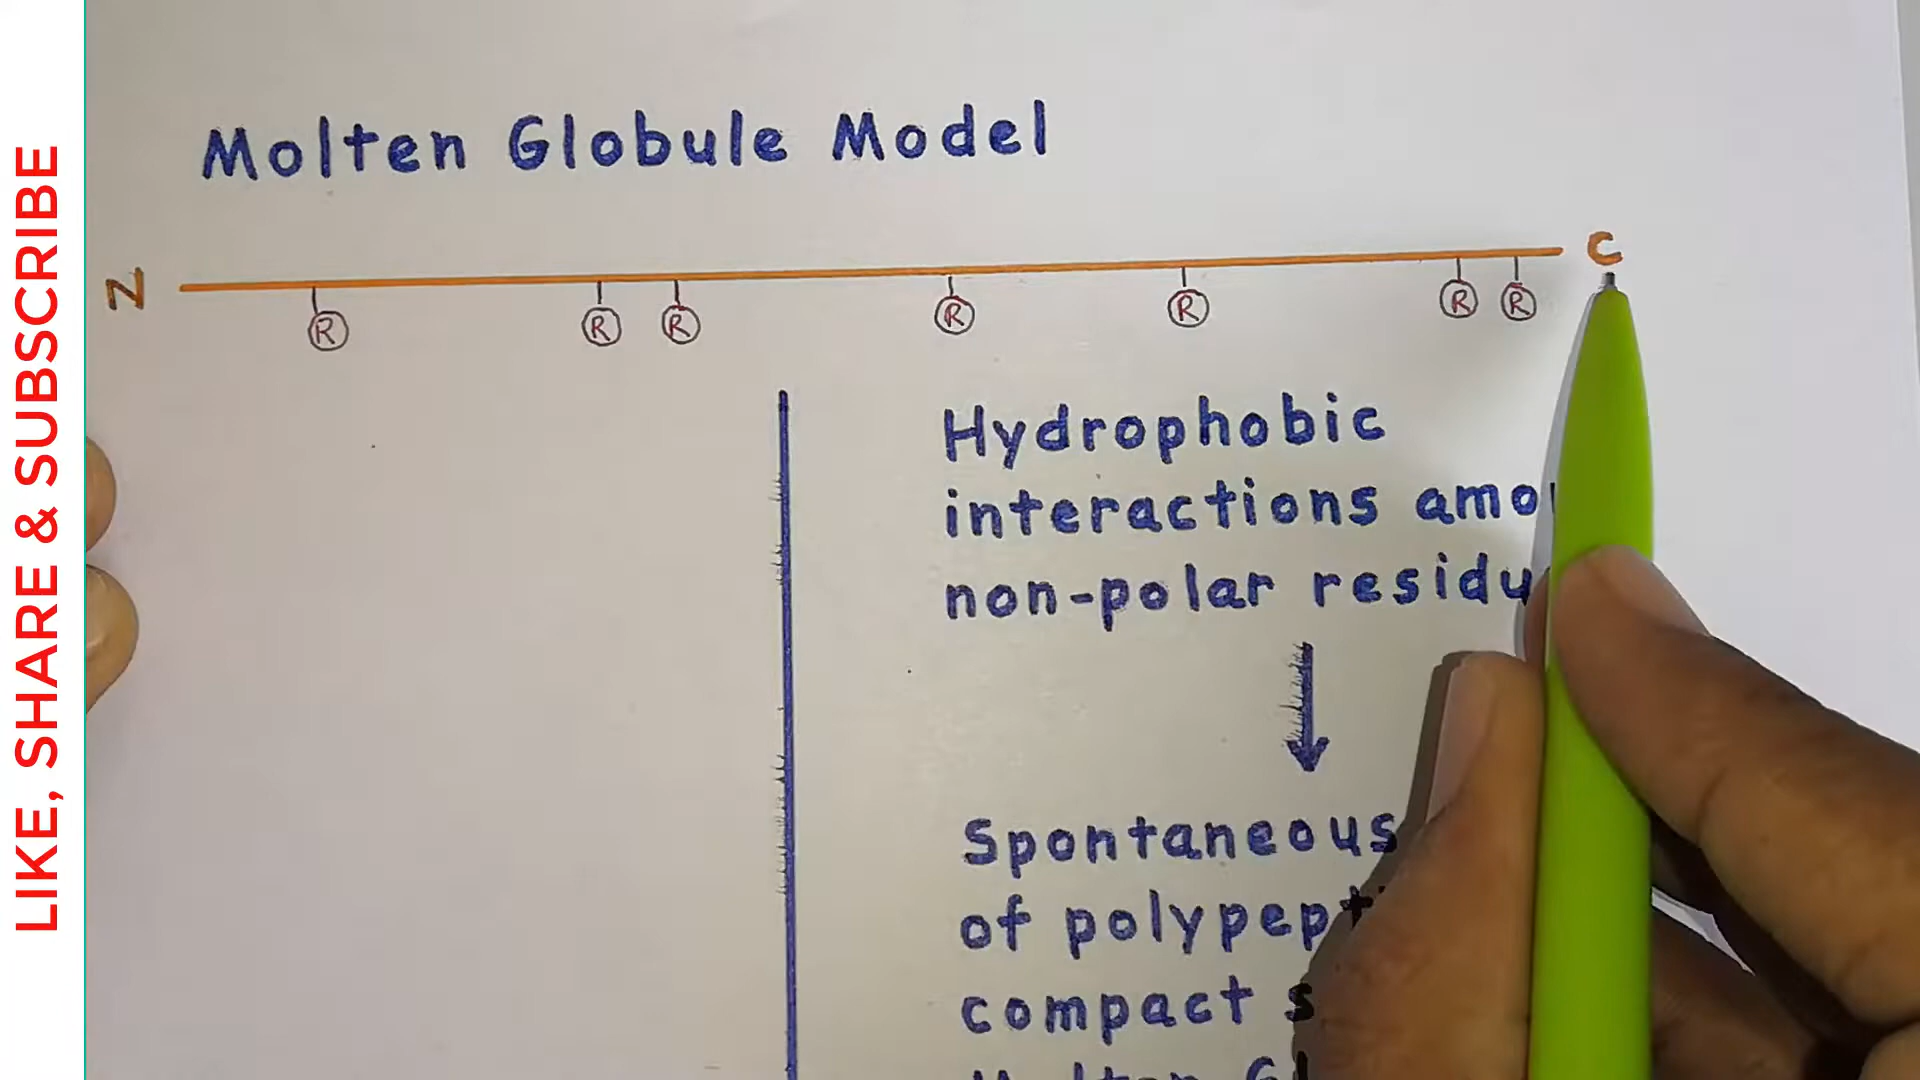 LIKE, SHARE & SUBSCRIBE
Molten Globule Model
N C
R R R R R R R
Hydrophobic
interactions
non-polar
Spontaneous
of
compact